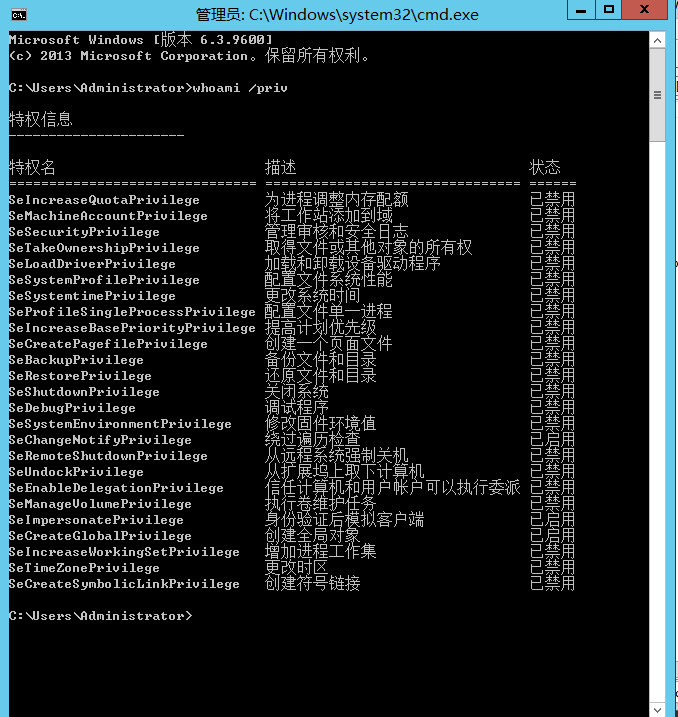 管理员: C:\Windows\system32\cmd.exe
Microsoft Windows [版本 6.3.9600]
(c) 2013 Microsoft Corporation。保留所有权利。
C:\Users\Administrator>whoami /priv
特权信息
----------------------
特权名 描述 状态
=============================== ================================ ======
SeIncreaseQuotaPrivilege 为进程调整内存配额 已禁用
SeMachineAccountPrivilege 将工作站添加到域 已禁用
SeSecurityPrivilege 管理审核和安全日志 已禁用
SeTakeOwnershipPrivilege 取得文件或其他对象的所有权 已禁用
SeLoadDriverPrivilege 加载和卸载设备驱动程序 已禁用
SeSystemProfilePrivilege 配置文件系统性能 已禁用
SeSystemtimePrivilege 更改系统时间 已禁用
SeProfileSingleProcessPrivilege 配置文件单一进程 已禁用
SeIncreaseBasePriorityPrivilege 提高计划优先级 已禁用
SeCreatePagefilePrivilege 创建一个页面文件 已禁用
SeBackupPrivilege 备份文件和目录 已禁用
SeRestorePrivilege 还原文件和目录 已禁用
SeShutdownPrivilege 关闭系统 已禁用
SeDebugPrivilege 调试程序 已禁用
SeSystemEnvironmentPrivilege 修改固件环境值 已禁用
SeChangeNotifyPrivilege 绕过遍历检查 已启用
SeRemoteShutdownPrivilege 从远程系统强制关机 已禁用
SeUndockPrivilege 从扩展坞上取下计算机 已禁用
SeEnableDelegationPrivilege 信任计算机和用户帐户可以执行委派 已禁用
SeManageVolumePrivilege 执行卷维护任务 已禁用
SeImpersonatePrivilege 身份验证后模拟客户端 已启用
SeCreateGlobalPrivilege 创建全局对象 已启用
SeIncreaseWorkingSetPrivilege 增加进程工作集 已禁用
SeTimeZonePrivilege 更改时区 已禁用
SeCreateSymbolicLinkPrivilege 创建符号链接 已禁用
C:\Users\Administrator>